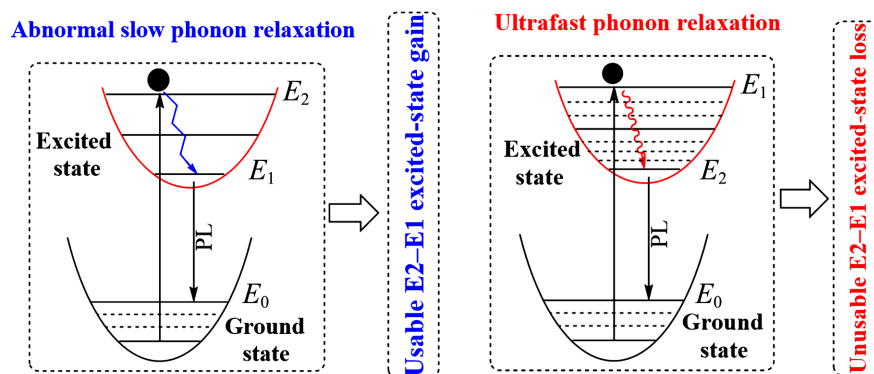 Abnormal slow phonon relaxation
E2
Excited
state
E1
PL
E0
Ground
state
Usable E2–E1 excited-state gain
Ultrafast phonon relaxation
E1
Excited
state
E2
PL
E0
Ground
state
Unusable E2–E1 excited-state loss